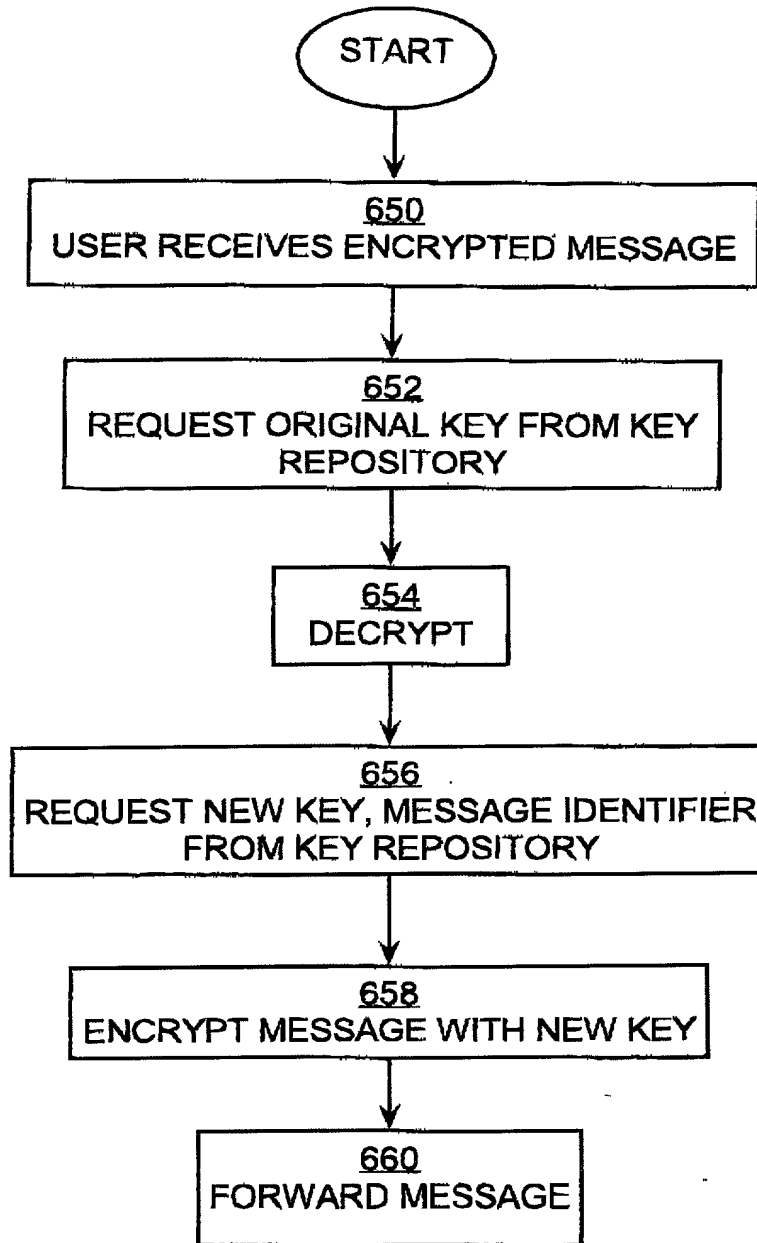 START
650
USER RECEIVES ENCRYPTED MESSAGE
652
REQUEST ORIGINAL KEY FROM KEY
REPOSITORY
654
DECRYPT
656
REQUEST NEW KEY, MESSAGE IDENTIFIER
FROM KEY REPOSITORY
658
ENCRYPT MESSAGE WITH NEW KEY
660
FORWARD MESSAGE